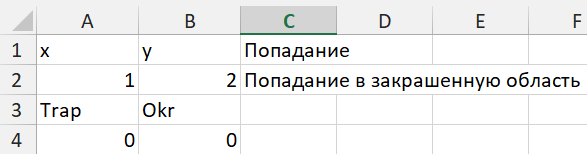 A B C D E F
1 x y Попадание
2 1 2 Попадание в закрашенную область
3 Trap Okr
4 0 0